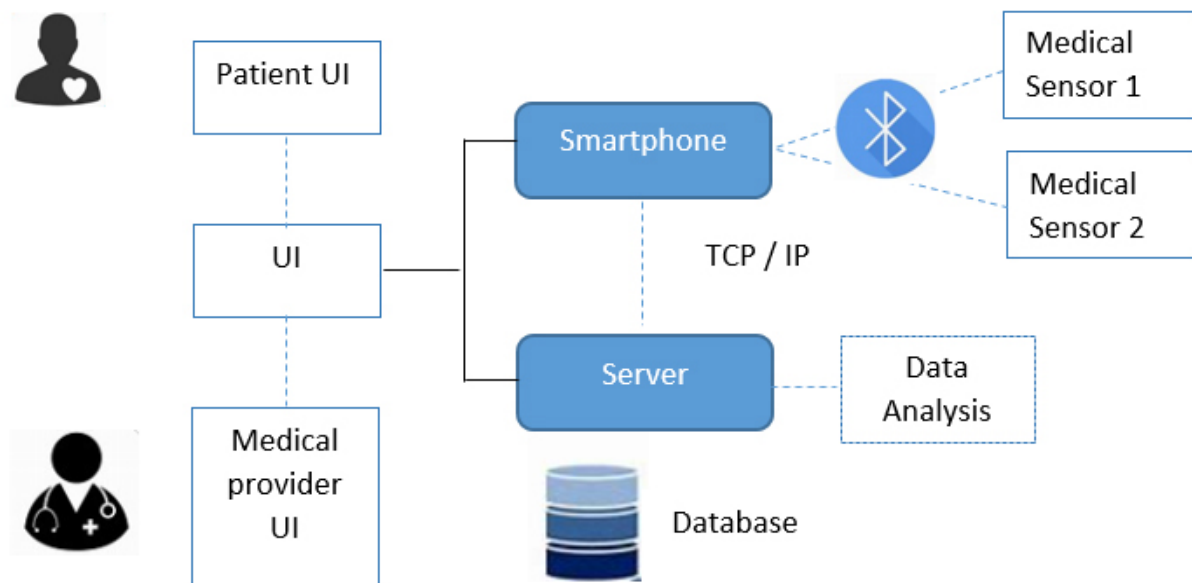 Patient UI
Medical
Sensor 1
Smartphone
Medical
Sensor 2
UI
TCP / IP
Server
Data
Analysis
Medical
provider
UI
Database